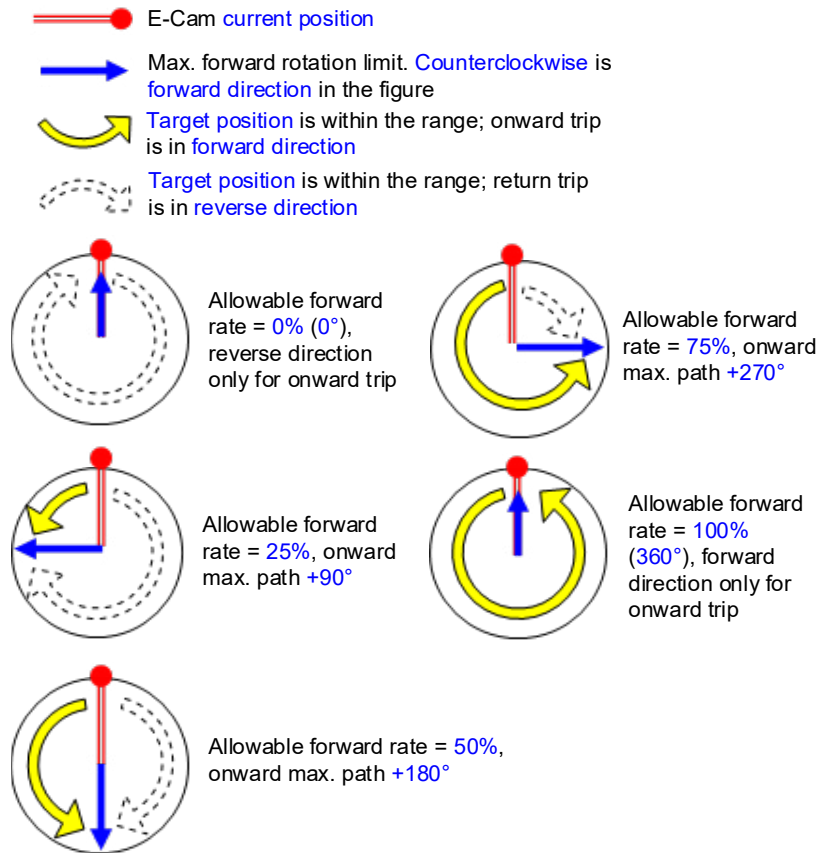 E-Cam current position
Max. forward rotation limit. Counterclockwise is
forward direction in the figure
Target position is within the range; onward trip
is in forward direction
Target position is within the range; return trip
is in reverse direction
Allowable forward
rate = 0% (0°),
reverse direction
only for onward trip
Allowable forward
rate = 75%, onward
max. path +270°
Allowable forward
rate = 25%, onward
max. path +90°
Allowable forward
rate = 100%
(360°), forward
direction only for
onward trip
Allowable forward rate = 50%,
onward max. path +180°